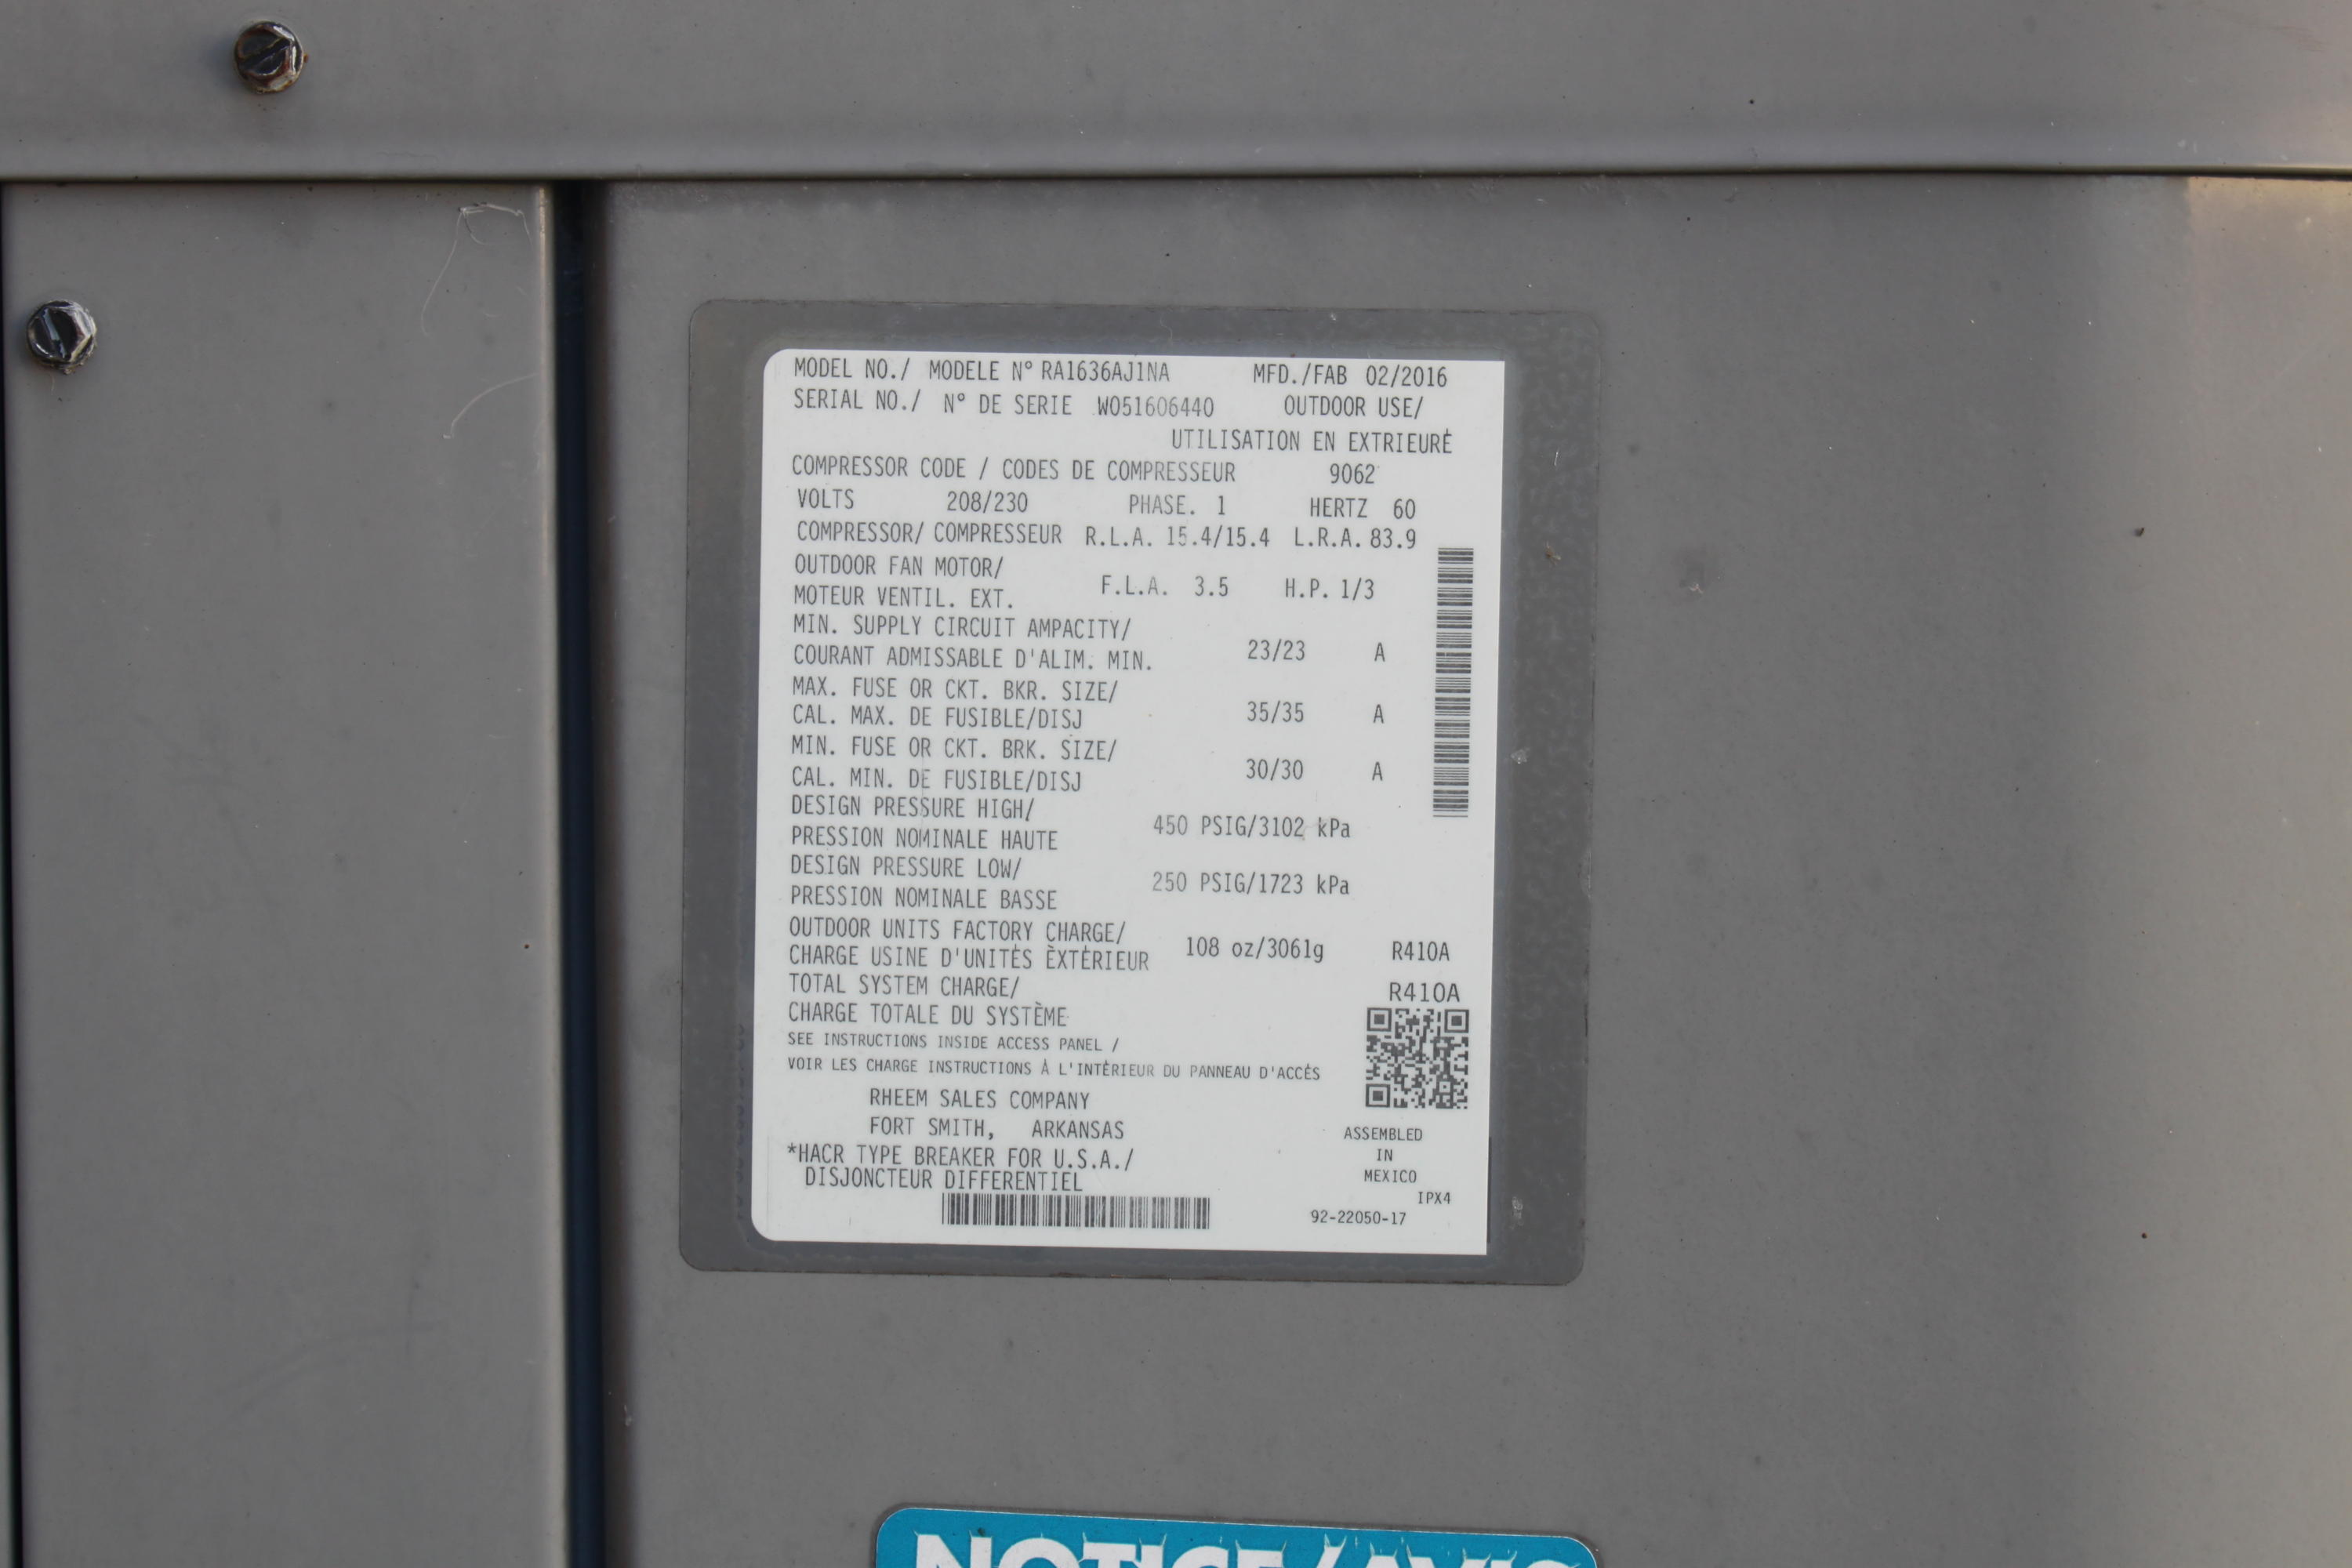 MODEL NO./ MODELE N° RA1636AJ1NA MFD./FAB 02/2016
SERIAL NO./ N° DE SERIE W051606440 OUTDOOR USE/
UTILISATION EN EXTRIEURÉ
COMPRESSOR CODE / CODES DE COMPRESSEUR 9062
VOLTS 208/230 PHASE. 1 HERTZ 60
COMPRESSOR/ COMPRESSEUR R.L.A. 15.4/15.4 L.R.A. 83.9
OUTDOOR FAN MOTOR/
MOTEUR VENTIL. EXT. F.L.A. 3.5 H.P. 1/3
MIN. SUPPLY CIRCUIT AMPACITY/
COURANT ADMISSABLE D'ALIM. MIN. 23/23 A
MAX. FUSE OR CKT. BKR. SIZE/
CAL. MAX. DE FUSIBLE/DISJ 35/35 A
MIN. FUSE OR CKT. BRK. SIZE/
CAL. MIN. DE FUSIBLE/DISJ 30/30 A
DESIGN PRESSURE HIGH/
PRESSION NOMINALE HAUTE 450 PSIG/3102 kPa
DESIGN PRESSURE LOW/
PRESSION NOMINALE BASSE 250 PSIG/1723 kPa
OUTDOOR UNITS FACTORY CHARGE/
CHARGE USINE D'UNITÉS ÈXTÉRIEUR 108 oz/3061g R410A
TOTAL SYSTEM CHARGE/ R410A
CHARGE TOTALE DU SYSTÈME
SEE INSTRUCTIONS INSIDE ACCESS PANEL /
VOIR LES CHARGE INSTRUCTIONS À L'INTÉRIEUR DU PANNEAU D'ACCÉS
RHEEM SALES COMPANY
FORT SMITH, ARKANSAS
*HACR TYPE BREAKER FOR U.S.A./
DISJONCTEUR DIFFERENTIEL
ASSEMBLED
IN
MEXICO
IPX4
92-22050-17
NOTICE/AVIS